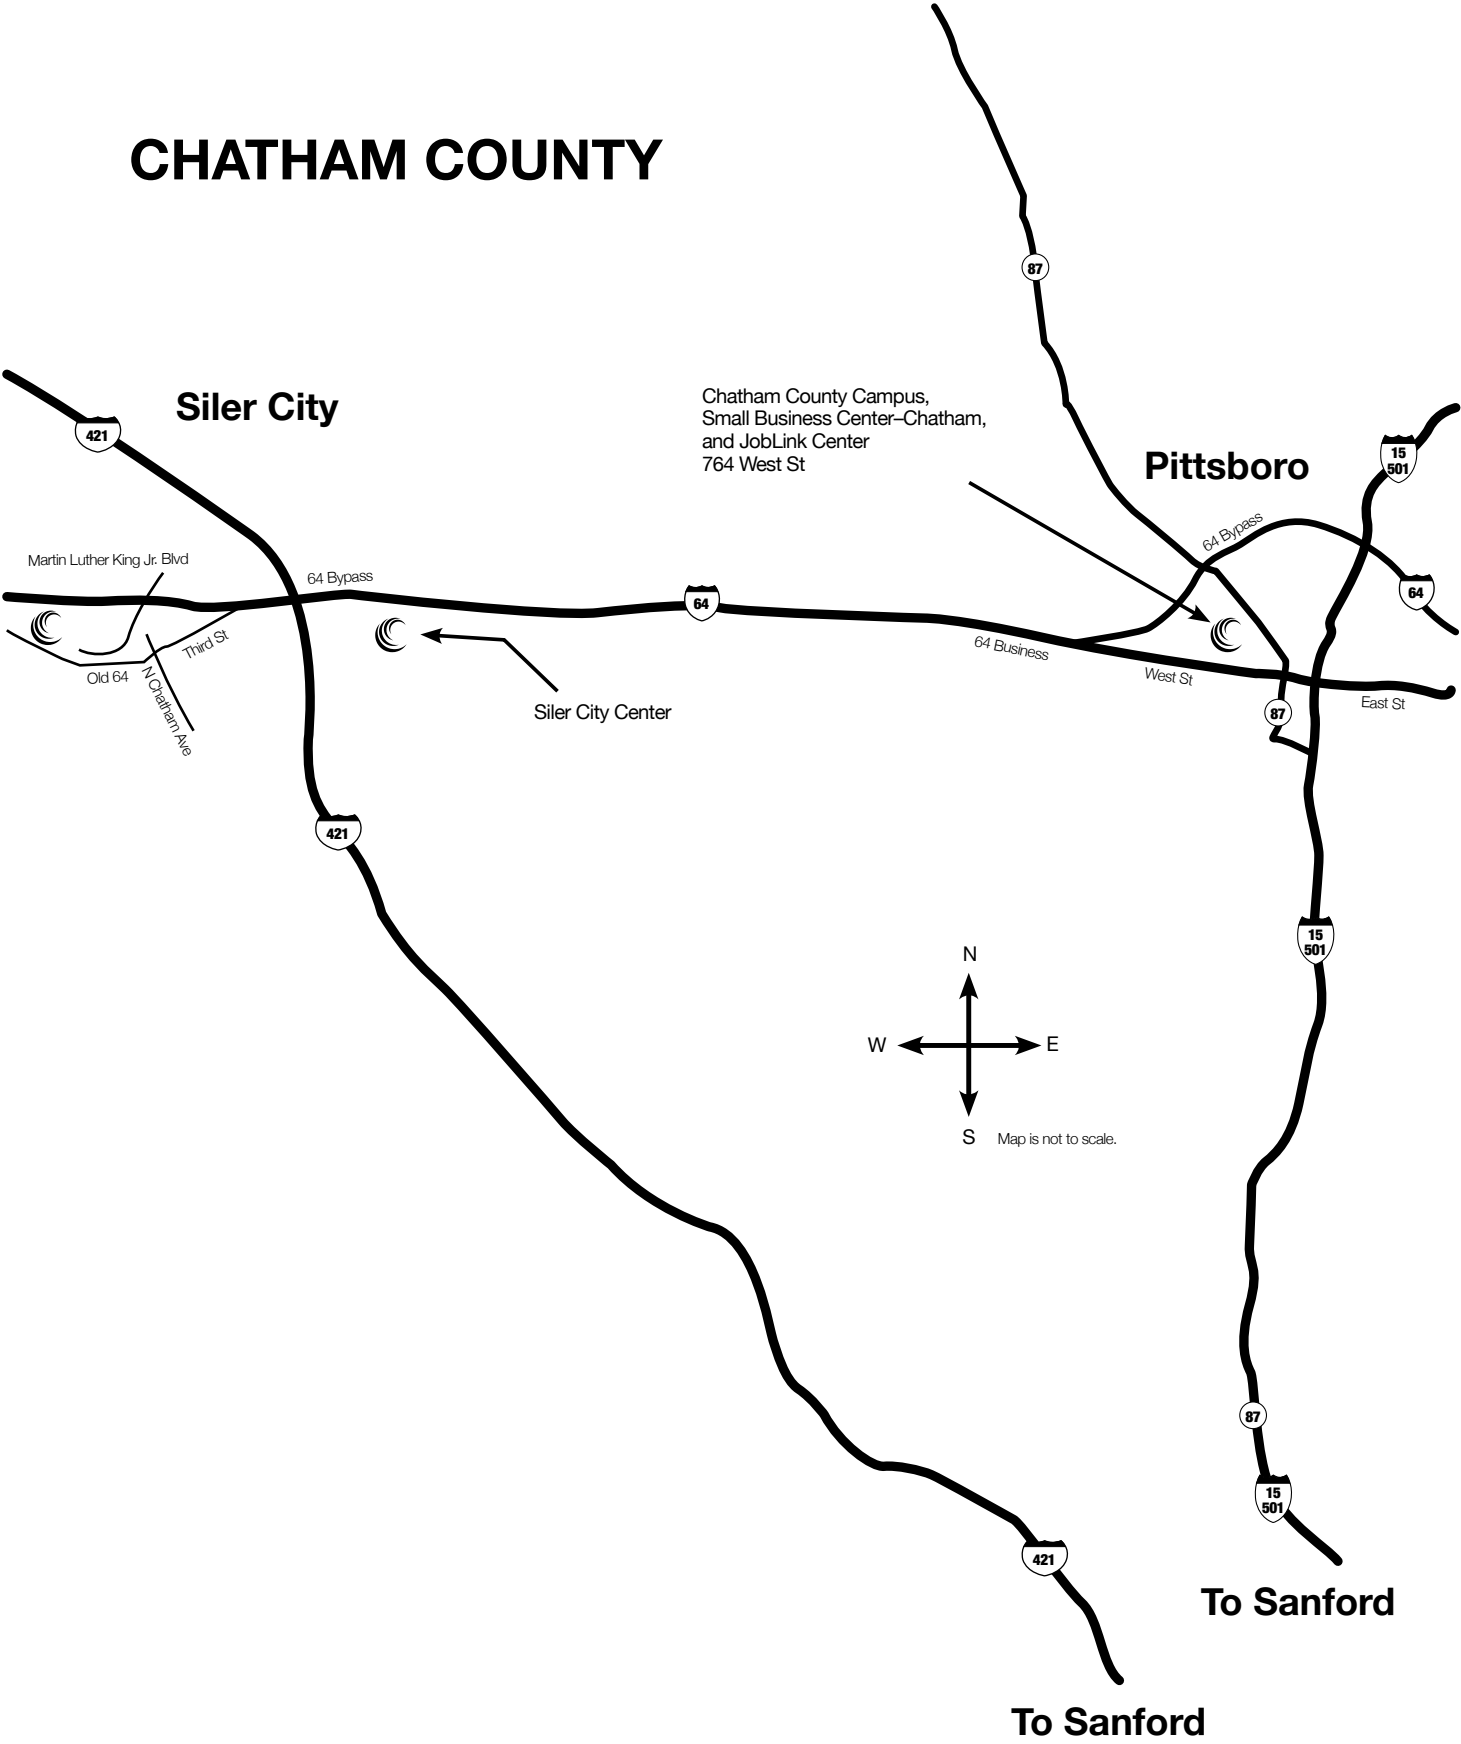 CHATHAM COUNTY
87
Siler City
421
Chatham County Campus,
Small Business Center–Chatham,
and JobLink Center
764 West St
Pittsboro
15
501
64 Bypass
Martin Luther King Jr. Blvd
64 Bypass
64
64
Third St
Old 64
N Chatham Ave
Siler City Center
64 Business
West St
East St
87
421
15
501
N
W
E
S
Map is not to scale.
87
15
501
421
To Sanford
To Sanford